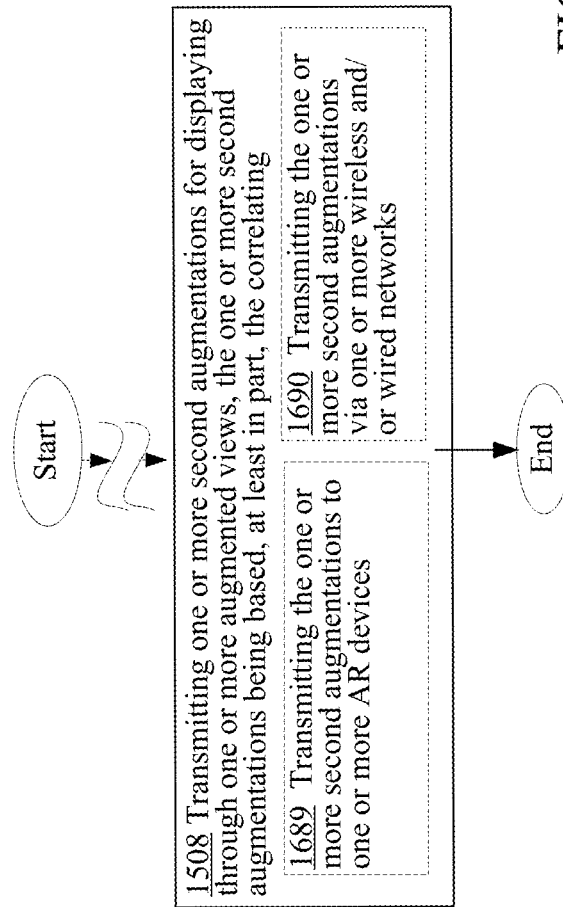 Start
1508 Transmitting one or more second augmentations for displaying
through one or more augmented views, the one or more second
augmentations being based, at least in part, the correlating
1689 Transmitting the one or
more second augmentations to
one or more AR devices
1690 Transmitting the one or
more second augmentations
via one or more wireless and/
or wired networks
End